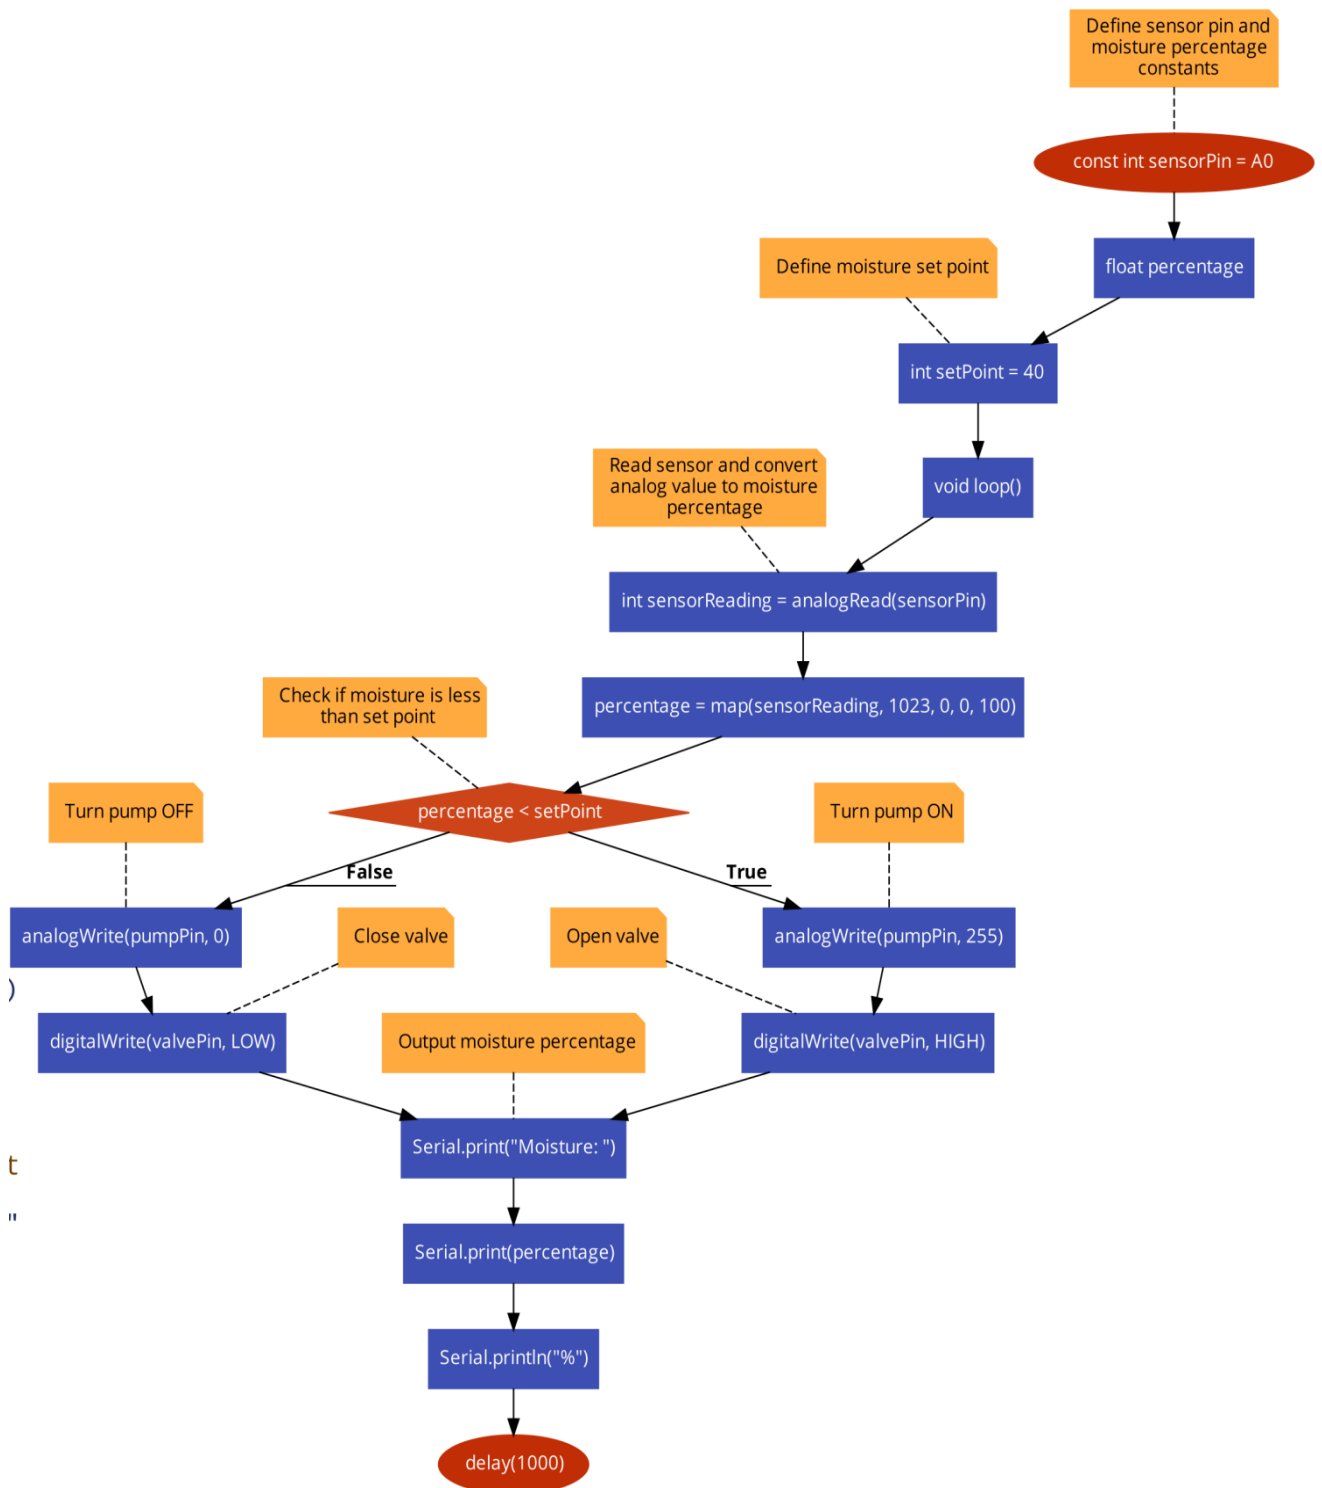 Define sensor pin and
moisture percentage
constants
const int sensorPin = A0
float percentage
Define moisture set point
int setPoint = 40
void loop()
Read sensor and convert
analog value to moisture
percentage
int sensorReading = analogRead(sensorPin)
percentage = map(sensorReading, 1023, 0, 0, 100)
Check if moisture is less
than set point
percentage < setPoint
Turn pump OFF
Turn pump ON
False
True
analogWrite(pumpPin, 0)
Close valve
Open valve
analogWrite(pumpPin, 255)
)
digitalWrite(valvePin, LOW)
Output moisture percentage
digitalWrite(valvePin, HIGH)
Serial.print("Moisture: ")
t
"
Serial.print(percentage)
Serial.println("%")
delay(1000)